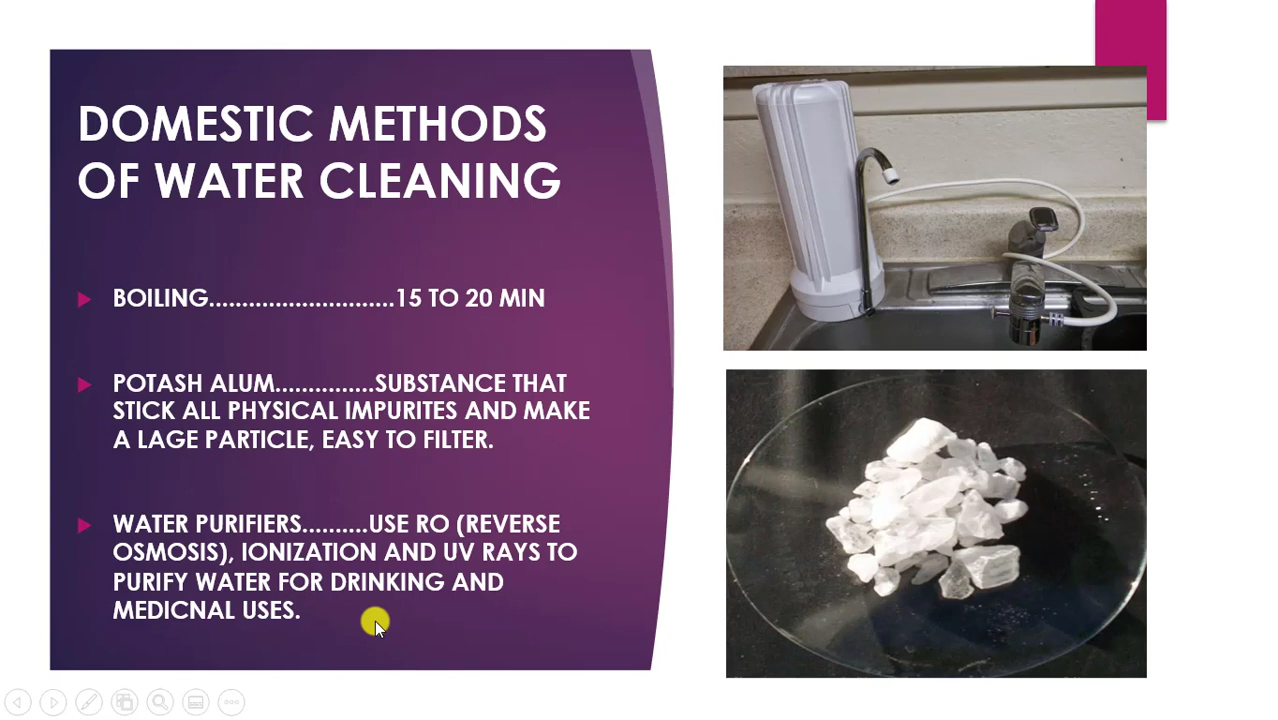 DOMESTIC METHODS
OF WATER CLEANING
BOILING............................15 TO 20 MIN
POTASH ALUM...............SUBSTANCE THAT
STICK ALL PHYSICAL IMPURITES AND MAKE
A LAGE PARTICLE, EASY TO FILTER.
WATER PURIFIERS..........USE RO (REVERSE
OSMOSIS), IONIZATION AND UV RAYS TO
PURIFY WATER FOR DRINKING AND
MEDICNAL USES.